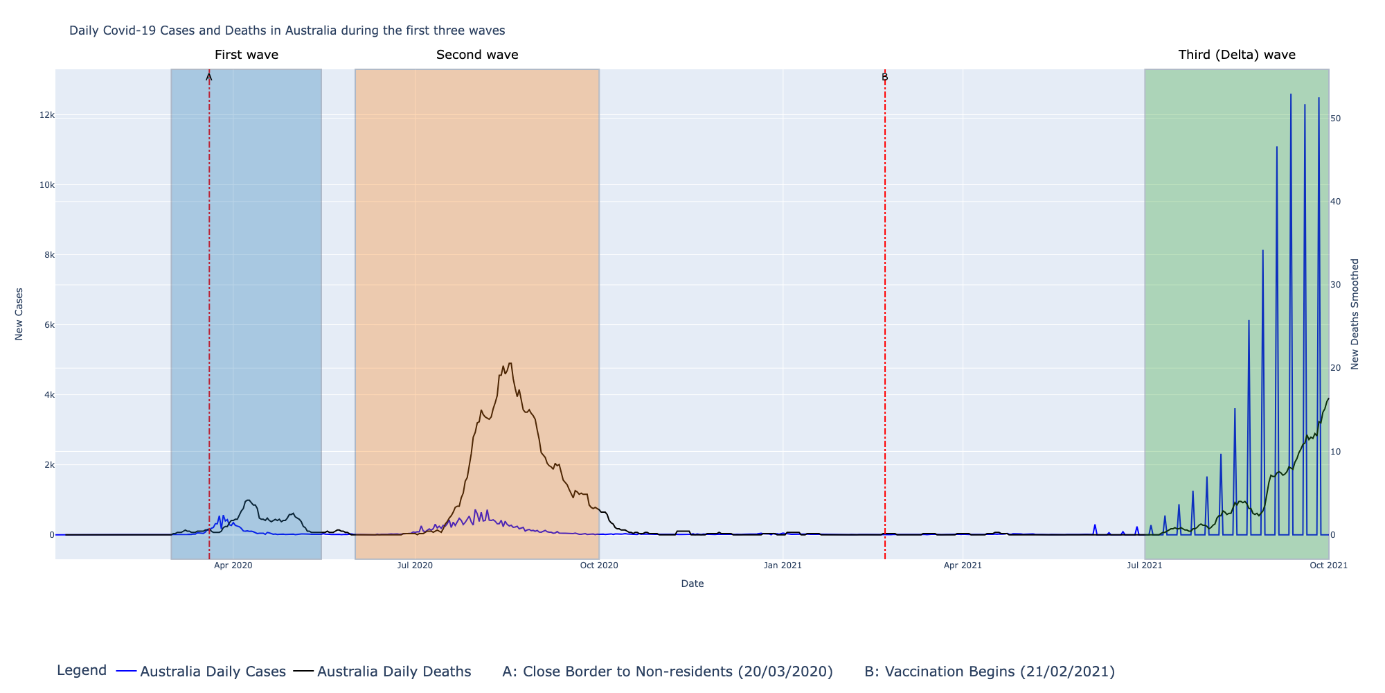 Daily Covid-19 Cases and Deaths in Australia during the first three waves
First wave
Second wave
Third (Delta) wave
A
B
12k
10k
8k
6k
4k
2k
0
50
40
30
20
10
0
New Cases
New Deaths Smoothed
Apr 2020
Jul 2020
Oct 2020
Jan 2021
Apr 2021
Jul 2021
Oct 2021
Date
Legend Australia Daily Cases Australia Daily Deaths A: Close Border to Non-residents (20/03/2020) B: Vaccination Begins (21/02/2021)